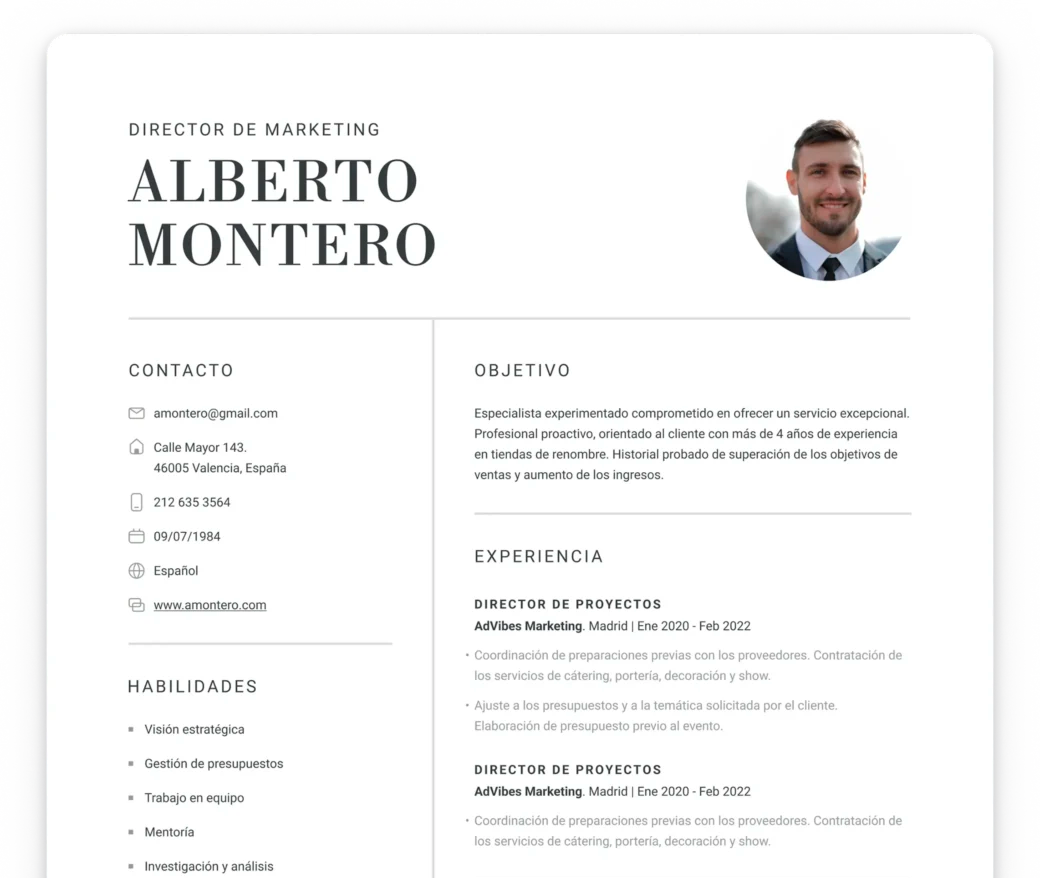 DIRECTOR DE MARKETING
ALBERTO
MONTERO
CONTACTO
amontero@gmail.com
Calle Mayor 143.
46005 Valencia, España
212 635 3564
09/07/1984
Español
www.amontero.com
HABILIDADES
▪ Visión estratégica
▪ Gestión de presupuestos
▪ Trabajo en equipo
▪ Mentoría
▪ Investigación y análisis
OBJETIVO
Especialista experimentado comprometido en ofrecer un servicio excepcional.
Profesional proactivo, orientado al cliente con más de 4 años de experiencia
en tiendas de renombre. Historial probado de superación de los objetivos de
ventas y aumento de los ingresos.
EXPERIENCIA
DIRECTOR DE PROYECTOS
AdVibes Marketing. Madrid | Ene 2020 - Feb 2022
• Coordinación de preparaciones previas con los proveedores. Contratación de
los servicios de cátering, portería, decoración y show.
• Ajuste a los presupuestos y a la temática solicitada por el cliente.
Elaboración de presupuesto previo al evento.
DIRECTOR DE PROYECTOS
AdVibes Marketing. Madrid | Ene 2020 - Feb 2022
• Coordinación de preparaciones previas con los proveedores. Contratación de
los servicios de cátering, portería, decoración y show.